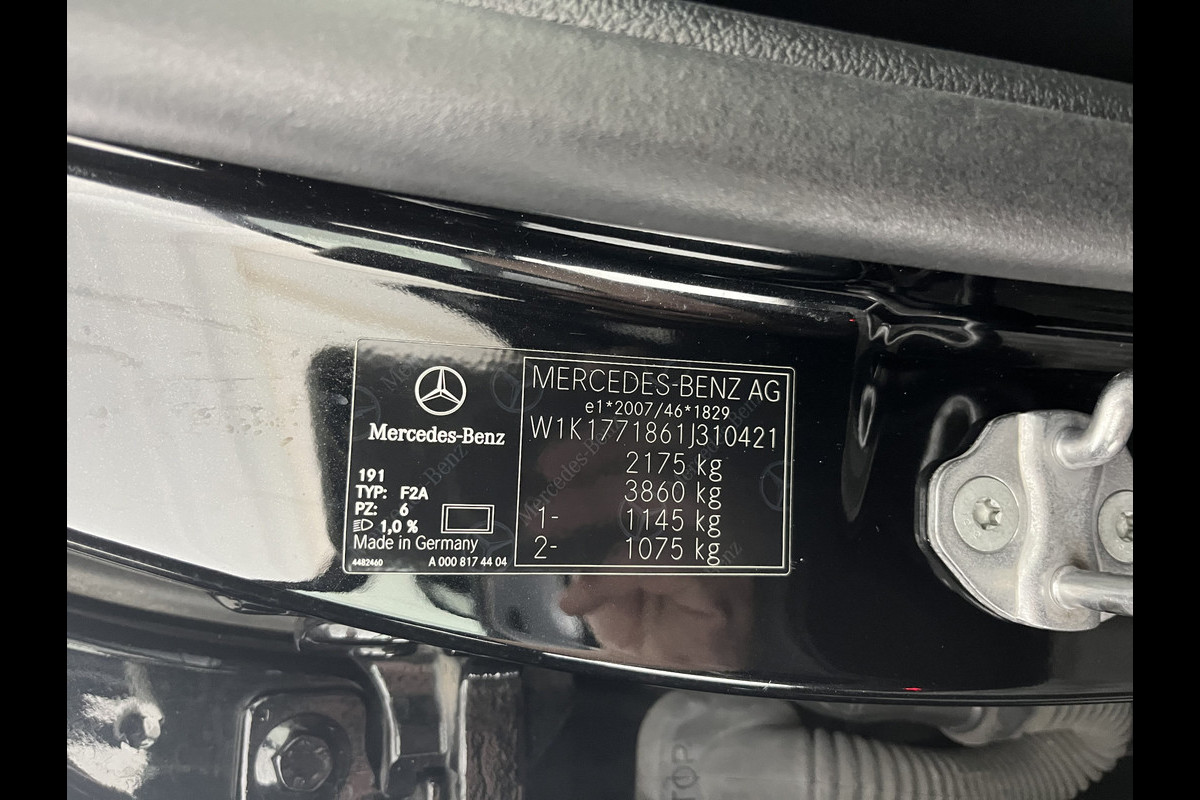 Mercedes-Benz
191
TYP: F2A
PZ: 6
1,0 %
Made in Germany
4482460 A 000 817 44 04
MERCEDES-BENZ AG
e1*2007/46*1829
W1K1771861J310421
2175 kg
3860 kg
1- 1145 kg
2- 1075 kg
TOP